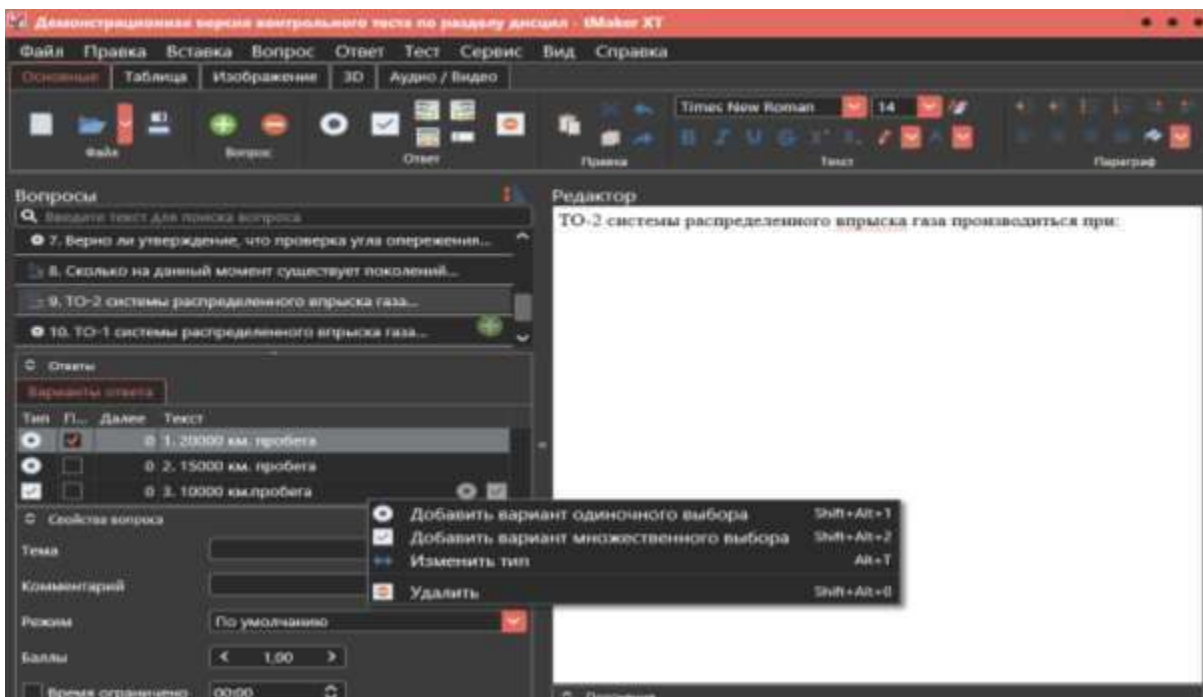 Демонстрационная версия контрольного теста по разделу дисцип - tMaker XT
Файл Правка Вставка Вопрос Ответ Тест Сервис Вид Справка
Основные Таблица Изображение 3D Аудио / Видео
Times New Roman 14
Файл Вопрос Ответ Правка Текст Параграф
Вопросы
Введите текст для поиска вопроса
7. Верно ли утверждение, что проверка угла опережения...
8. Сколько на данный момент существует поколений...
9. ТО-2 системы распределенного впрыска газа...
10. ТО-1 системы распределенного впрыска газа...
Ответы
Варианты ответа
Тип П... Далее Текст
0 1. 20000 км. пробега
0 2. 15000 км. пробега
0 3. 10000 км.пробега
Свойства вопроса
Тема
Комментарий
Режим По умолчанию
Баллы 1,00
Время ограничено 00:00
Редактор
ТО-2 системы распределенного впрыска газа производиться при:
Добавить вариант одиночного выбора Shift+Alt+1
Добавить вариант множественного выбора Shift+Alt+2
Изменить тип Alt+T
Удалить Shift+Alt+0